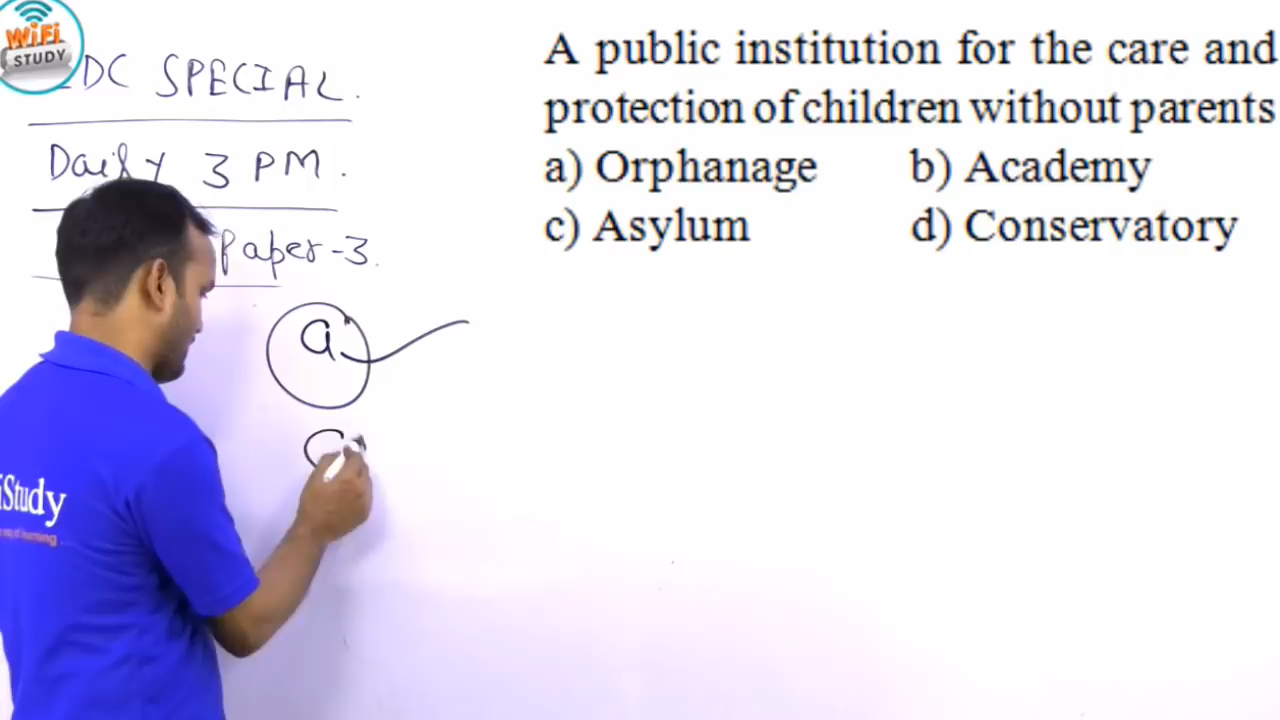 WiFi
STUDY
DC SPECIAL.
Daily 3 PM.
Paper-3.
a
iStudy
A public institution for the care and
protection of children without parents
a) Orphanage b) Academy
c) Asylum d) Conservatory